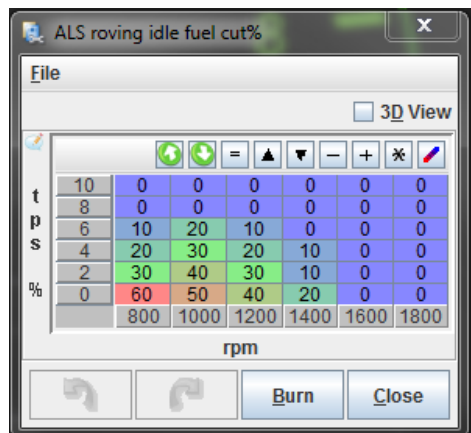 ALS roving idle fuel cut%
X
File
3D View
= − + *
tps %
10 0 0 0 0 0 0
8 0 0 0 0 0 0
6 10 20 10 0 0 0
4 20 30 20 10 0 0
2 30 40 30 10 0 0
0 60 50 40 20 0 0
800 1000 1200 1400 1600 1800
rpm
Burn Close